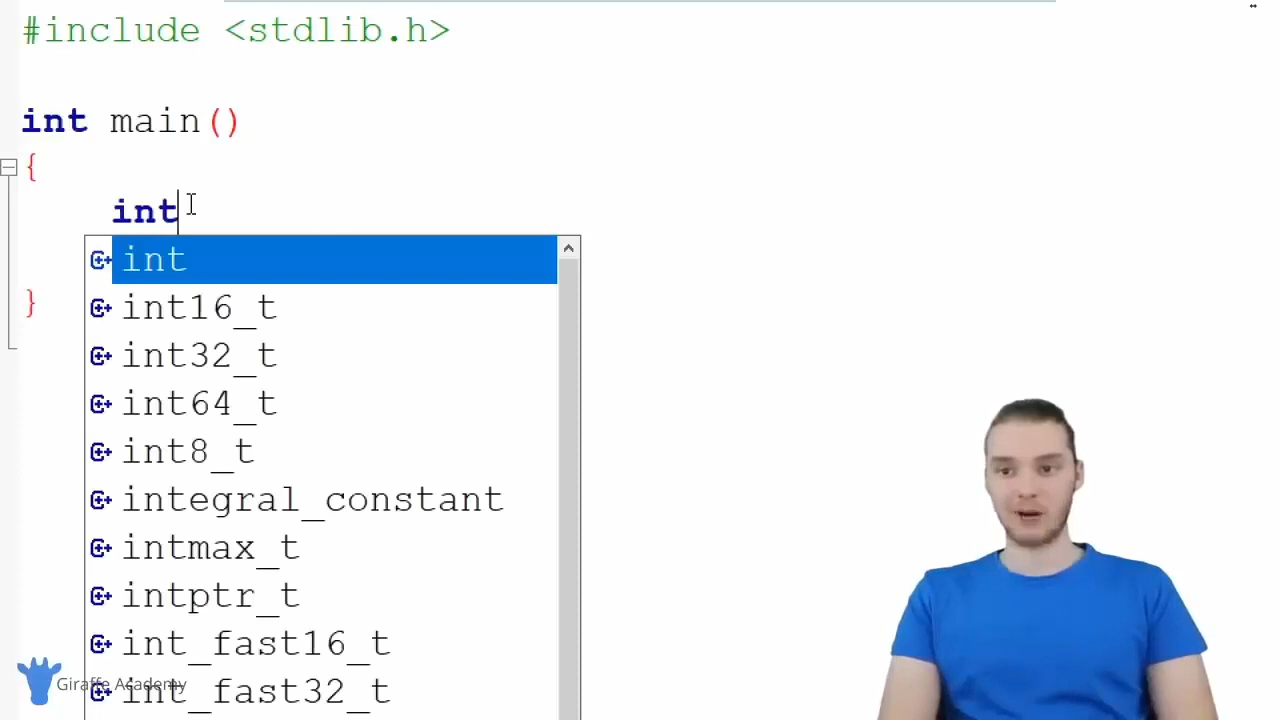 #include <stdlib.h>
int main()
{
int
int
int16_t
int32_t
}
int64_t
int8_t
integral_constant
intmax_t
intptr_t
int_fast16_t
int_fast32_t
Giraffe Academy